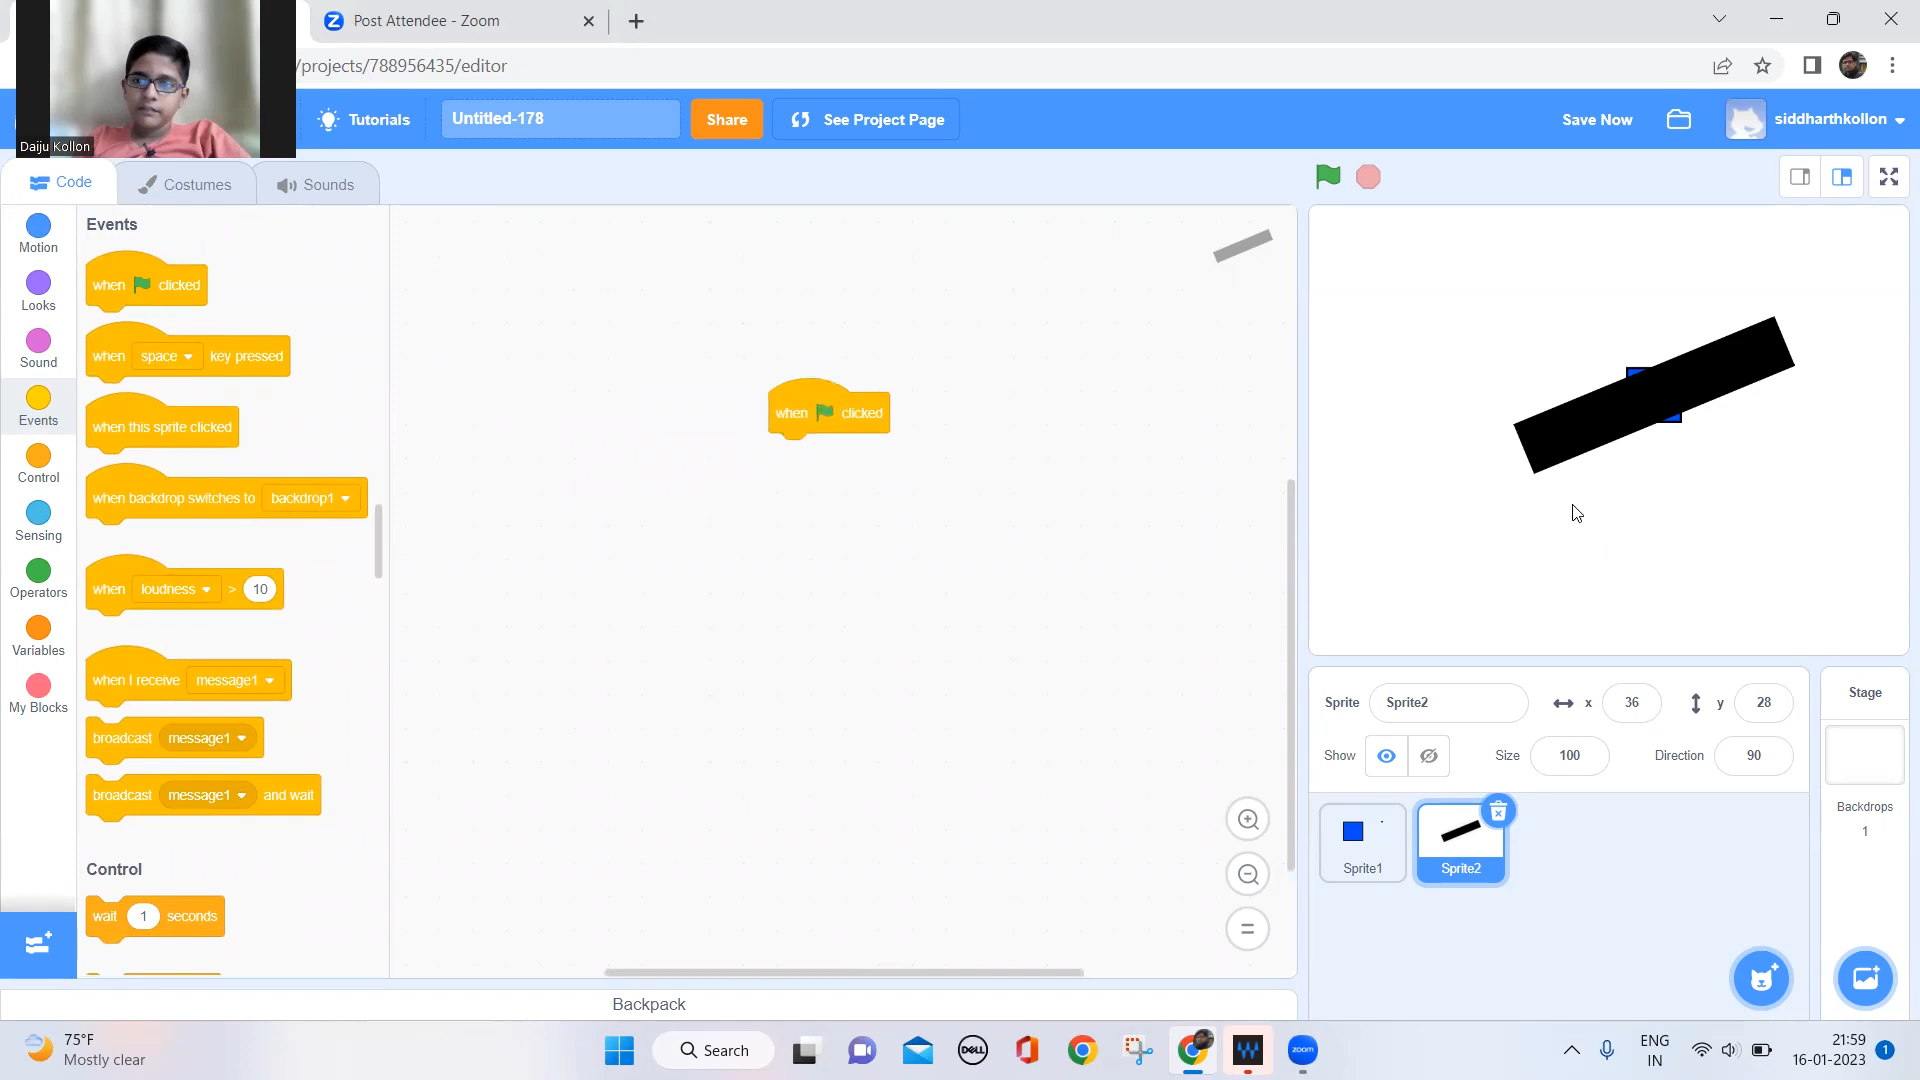 Post Attendee - Zoom
/projects/788956435/editor
Daiju Kollon
Tutorials
Untitled-178
Share
See Project Page
Save Now
siddharthkollon
Code
Costumes
Sounds
Motion
Looks
Sound
Events
Control
Sensing
Operators
Variables
My Blocks
Events
when clicked
when space key pressed
when this sprite clicked
when backdrop switches to backdrop1
when loudness > 10
when I receive message1
broadcast message1
broadcast message1 and wait
Control
wait 1 seconds
when clicked
Sprite Sprite2 x 36 y 28
Show Size 100 Direction 90
Sprite1
Sprite2
Stage
Backdrops
1
Backpack
75°F
Mostly clear
Search
DELL
zoom
ENG
IN
21:59
16-01-2023
1